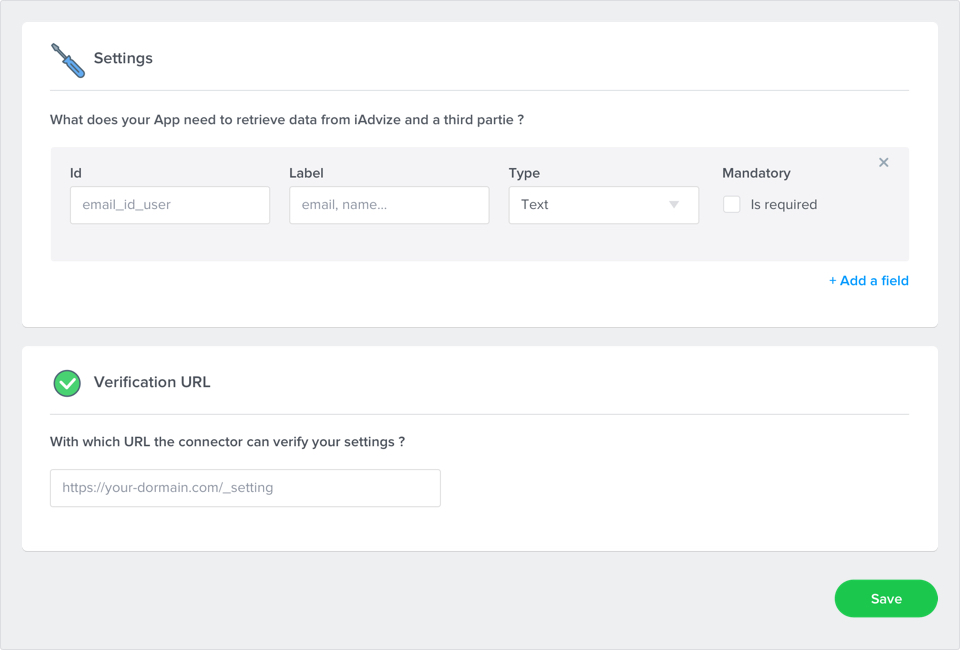 Settings
What does your App need to retrieve data from iAdvize and a third partie ?
Id Label Type Mandatory
email_id_user email, name... Text Is required
+ Add a field
Verification URL
With which URL the connector can verify your settings ?
https://your-dormain.com/_setting
Save